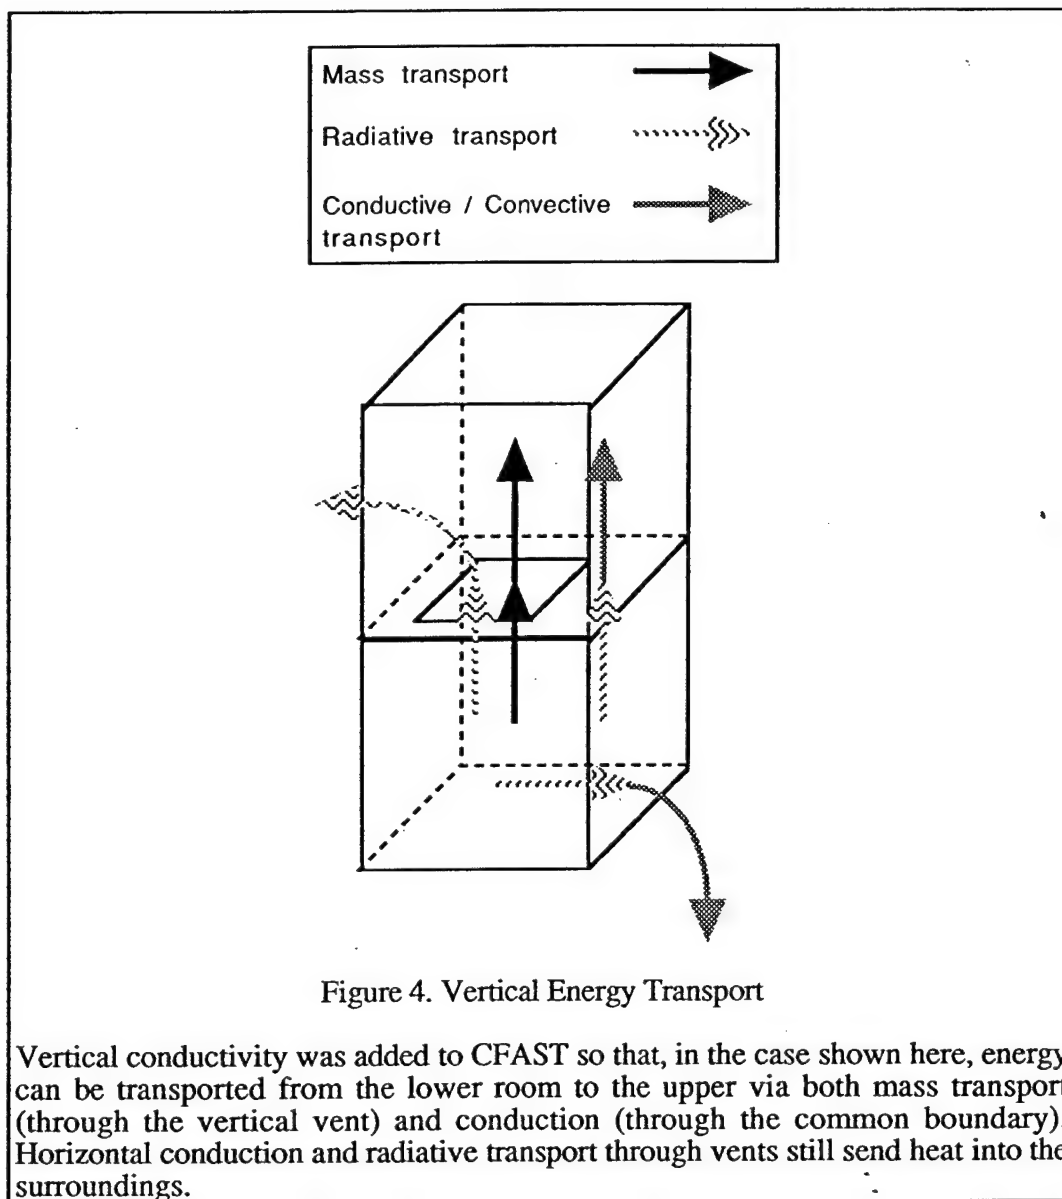 Mass transport
Radiative transport
Conductive / Convective
transport
Figure 4. Vertical Energy Transport
Vertical conductivity was added to CFAST so that, in the case shown here, energy
can be transported from the lower room to the upper via both mass transport
(through the vertical vent) and conduction (through the common boundary).
Horizontal conduction and radiative transport through vents still send heat into the
surroundings.